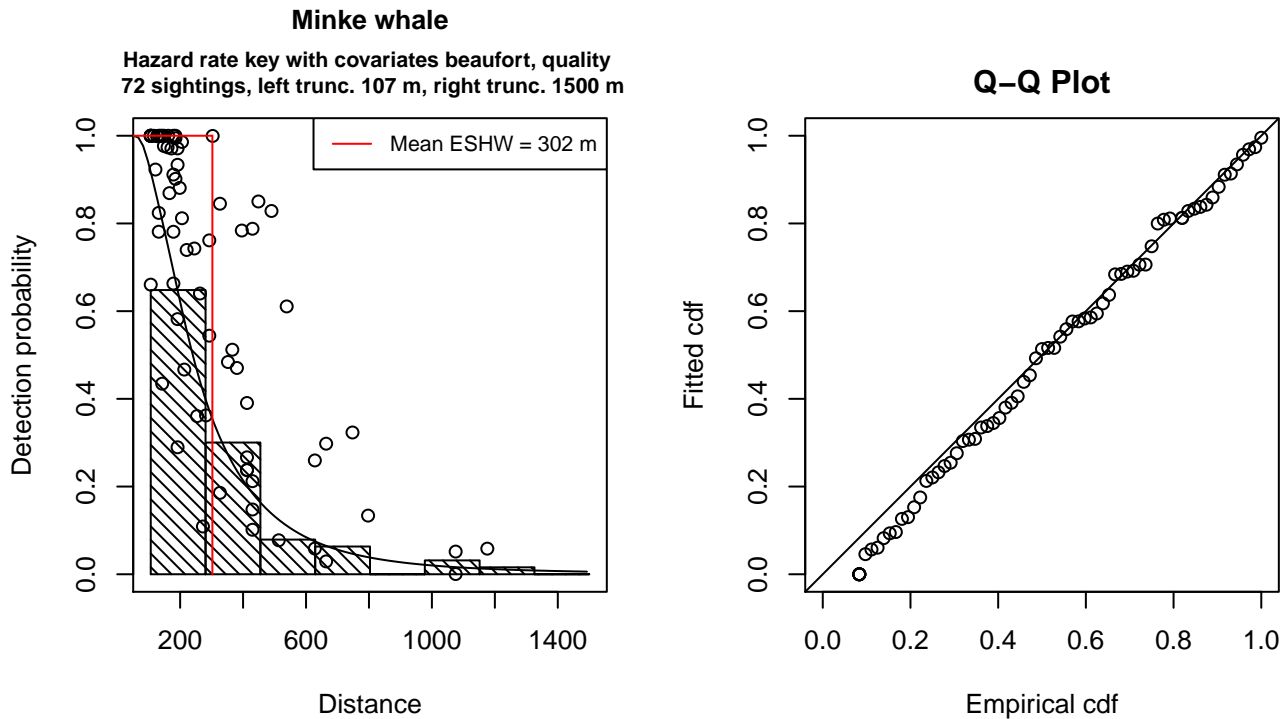 Minke whale
Hazard rate key with covariates beaufort, quality
72 sightings, left trunc. 107 m, right trunc. 1500 m
Mean ESHW = 302 m
Detection probability
0.0 0.2 0.4 0.6 0.8 1.0
200 600 1000 1400
Distance
Q−Q Plot
Fitted cdf
0.0 0.2 0.4 0.6 0.8 1.0
0.0 0.2 0.4 0.6 0.8 1.0
Empirical cdf